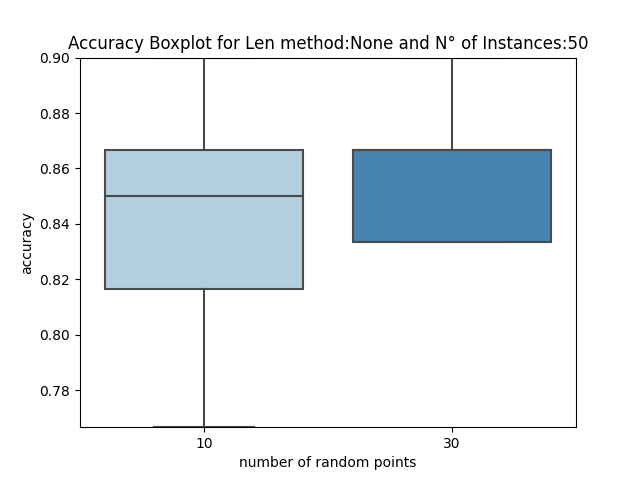 Accuracy Boxplot for Len method:None and N° of Instances:50
0.90
0.88
0.86
0.84
0.82
0.80
0.78
accuracy
10 30
number of random points